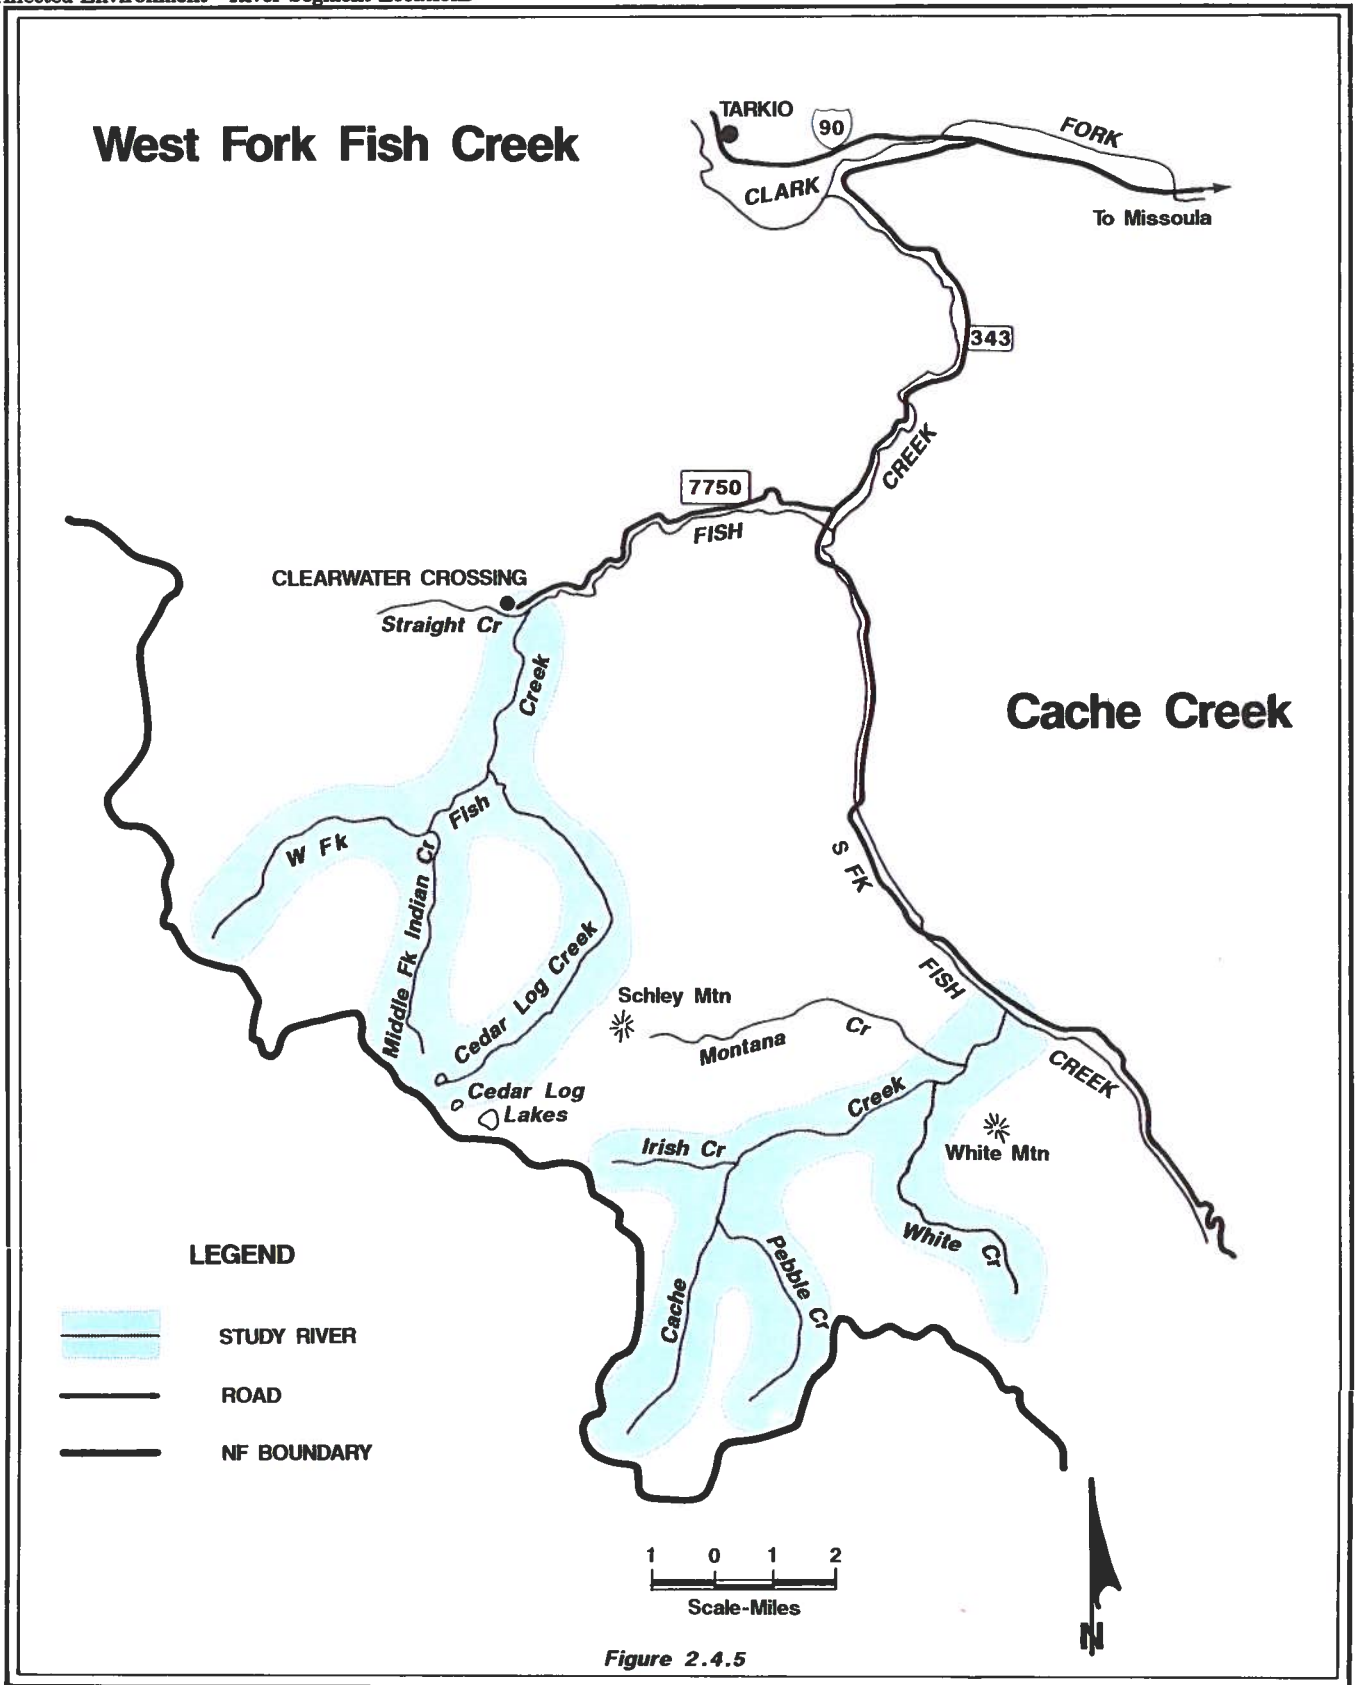 West Fork Fish Creek
TARKIO
90
FORK
CLARK
To Missoula
343
CREEK
7750
FISH
CLEARWATER CROSSING
Straight Cr
Creek
Cache Creek
Fish
W Fk
Middle Fk Indian Cr
S FK
Cedar Log Creek
FISH
Schley Mtn
Montana
Cr
CREEK
Creek
Cedar Log
Lakes
Irish Cr
White Mtn
White
Cr
Pebble Cr
Cache
LEGEND
STUDY RIVER
ROAD
NF BOUNDARY
1 0 1 2
Scale-Miles
N
Figure 2.4.5